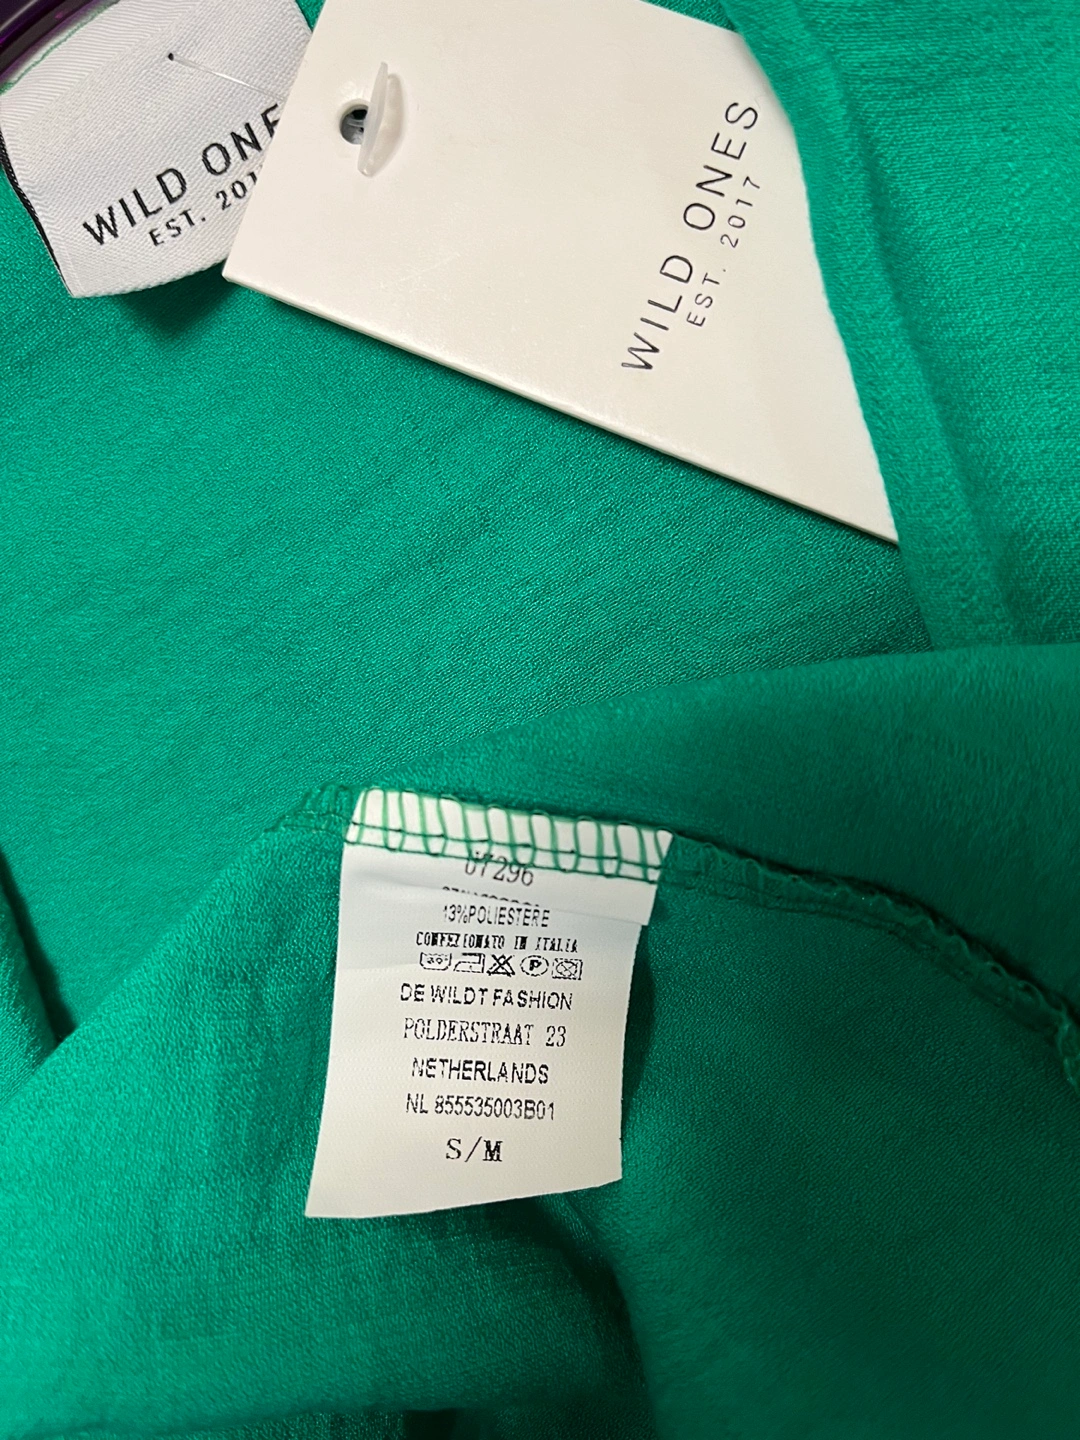 WILD ONE
EST. 201
WILD ONES
EST. 2017
07296
13%POLIESTERE
CONFEZIONATO IN ITALIA
30°
P
DE WILDT FASHION
POLDERSTRAAT 23
NETHERLANDS
NL 855535003B01
S/M